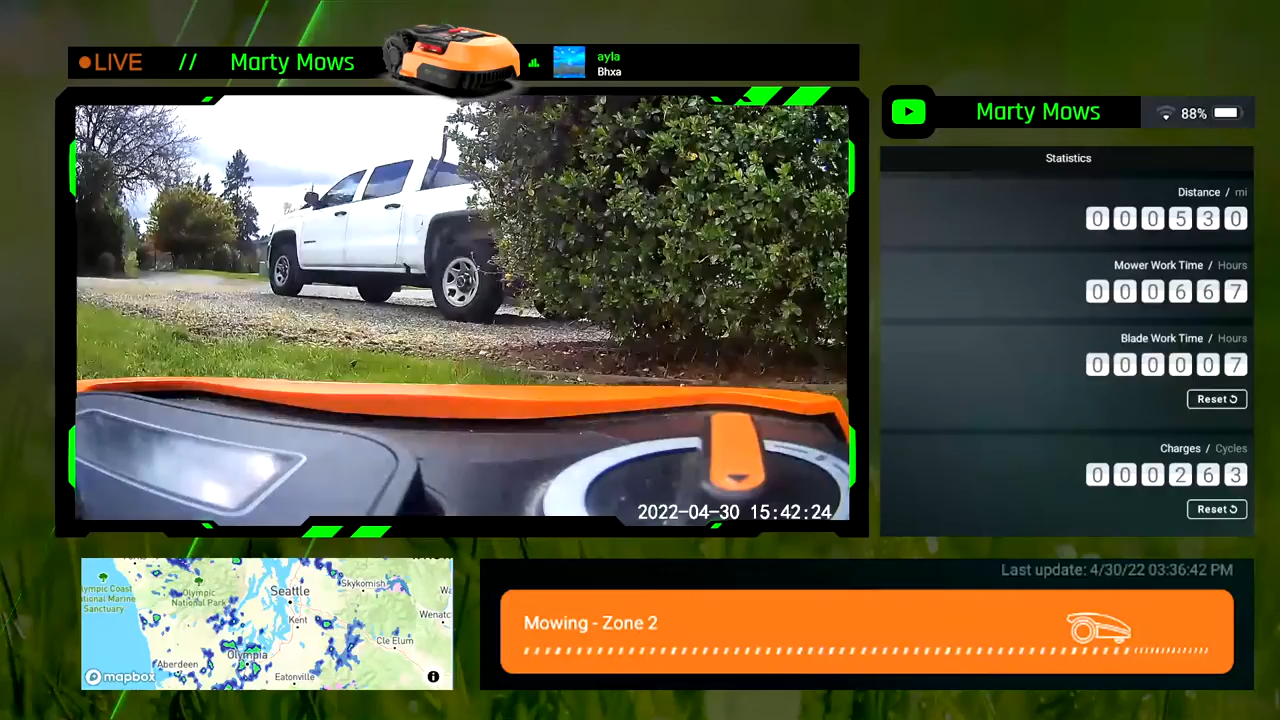 LIVE // Marty Mows
ayla
Bhxa
Marty Mows
88%
Statistics
Distance / mi
000530
Mower Work Time / Hours
000667
Blade Work Time / Hours
000007
Reset
Charges / Cycles
000263
Reset
2022-04-30 15:42:24
Olympic Coast
National Marine
Sanctuary
Olympic
National Park
Seattle
Skykomish
Kent
Wenatc
Cle Elum
Olympia
Aberdeen
Eatonville
mapbox
Last update: 4/30/22 03:36:42 PM
Mowing - Zone 2